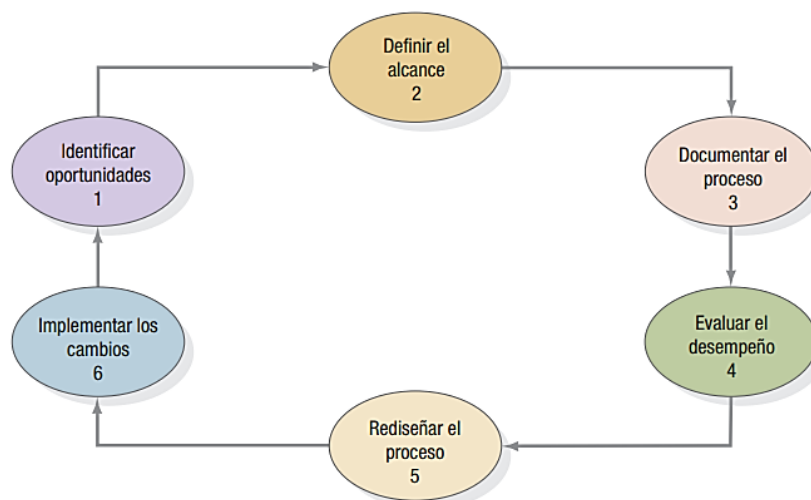 Identificar
oportunidades
1
Definir el
alcance
2
Documentar el
proceso
3
Evaluar el
desempeño
4
Rediseñar el
proceso
5
Implementar los
cambios
6